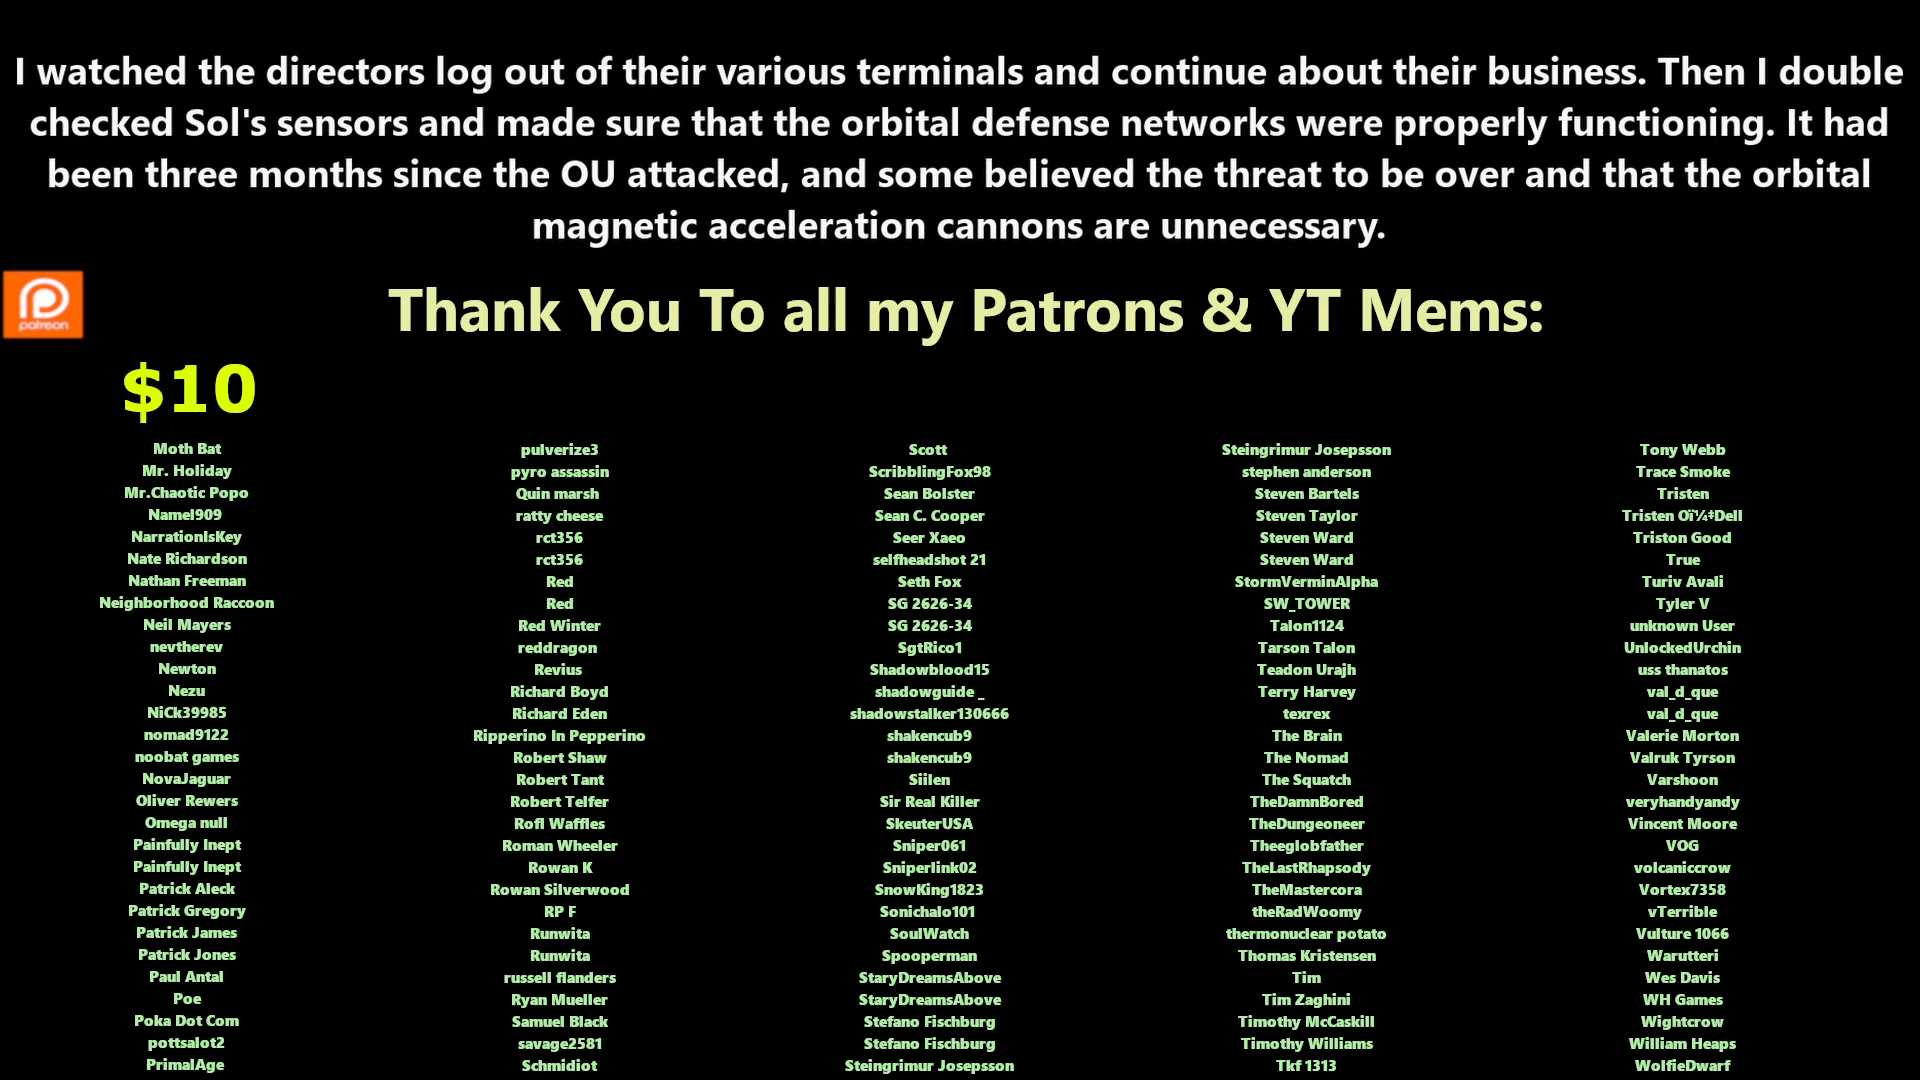 I watched the directors log out of their various terminals and continue about their business. Then I double
checked Sol's sensors and made sure that the orbital defense networks were properly functioning. It had
been three months since the OU attacked, and some believed the threat to be over and that the orbital
magnetic acceleration cannons are unnecessary.
patreon
Thank You To all my Patrons & YT Mems:
$10
Moth Bat
Mr. Holiday
Mr.Chaotic Popo
Namel909
NarrationIsKey
Nate Richardson
Nathan Freeman
Neighborhood Raccoon
Neil Mayers
nevtherev
Newton
Nezu
NiCk39985
nomad9122
noobat games
NovaJaguar
Oliver Rewers
Omega null
Painfully Inept
Painfully Inept
Patrick Aleck
Patrick Gregory
Patrick James
Patrick Jones
Paul Antal
Poe
Poka Dot Com
pottsalot2
PrimalAge
pulverize3
pyro assassin
Quin marsh
ratty cheese
rct356
rct356
Red
Red
Red Winter
reddragon
Revius
Richard Boyd
Richard Eden
Ripperino In Pepperino
Robert Shaw
Robert Tant
Robert Telfer
Rofl Waffles
Roman Wheeler
Rowan K
Rowan Silverwood
RP F
Runwita
Runwita
russell flanders
Ryan Mueller
Samuel Black
savage2581
Schmidiot
Scott
ScribblingFox98
Sean Bolster
Sean C. Cooper
Seer Xaeo
selfheadshot 21
Seth Fox
SG 2626-34
SG 2626-34
SgtRico1
Shadowblood15
shadowguide _
shadowstalker130666
shakencub9
shakencub9
Siilen
Sir Real Killer
SkeuterUSA
Sniper061
Sniperlink02
SnowKing1823
Sonichalo101
SoulWatch
Spooperman
StaryDreamsAbove
StaryDreamsAbove
Stefano Fischburg
Stefano Fischburg
Steingrimur Josepsson
Steingrimur Josepsson
stephen anderson
Steven Bartels
Steven Taylor
Steven Ward
Steven Ward
StormVerminAlpha
SW_TOWER
Talon1124
Tarson Talon
Teadon Urajh
Terry Harvey
texrex
The Brain
The Nomad
The Squatch
TheDamnBored
TheDungeoneer
Theeglobfather
TheLastRhapsody
TheMastercora
theRadWoomy
thermonuclear potato
Thomas Kristensen
Tim
Tim Zaghini
Timothy McCaskill
Timothy Williams
Tkf 1313
Tony Webb
Trace Smoke
Tristen
Tristen Oï¼‡Dell
Triston Good
True
Turiv Avali
Tyler V
unknown User
UnlockedUrchin
uss thanatos
val_d_que
val_d_que
Valerie Morton
Valruk Tyrson
Varshoon
veryhandyandy
Vincent Moore
VOG
volcaniccrow
Vortex7358
vTerrible
Vulture 1066
Warutteri
Wes Davis
WH Games
Wightcrow
William Heaps
WolfieDwarf